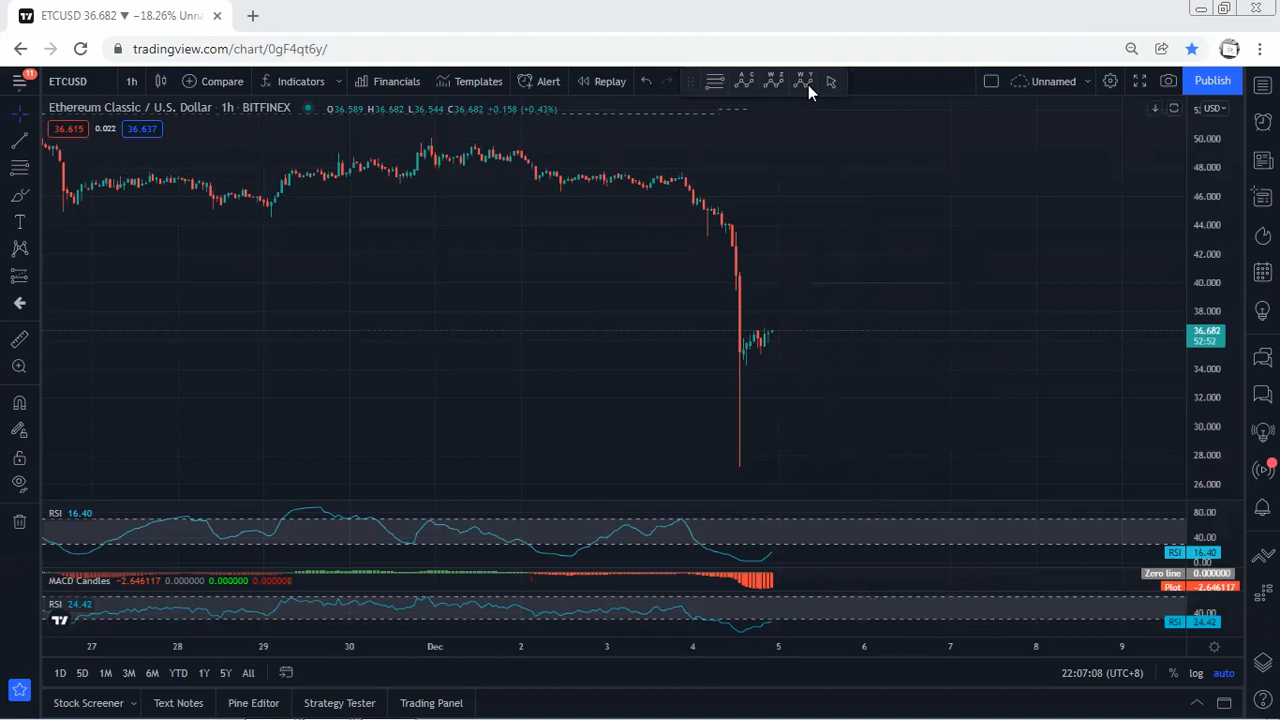 ETCUSD 36.682 ▼ −18.26% Unna
tradingview.com/chart/0gF4qt6y/
11
ETCUSD 1h Compare Indicators Financials Templates Alert Replay Unnamed Publish
Ethereum Classic / U.S. Dollar · 1h · BITFINEX O36.589 H36.682 L36.544 C36.682 +0.158 (+0.43%)
USD
36.615 0.022 36.637
50.000
48.000
46.000
44.000
42.000
40.000
38.000
36.682
52:52
34.000
32.000
30.000
28.000
26.000
RSI 16.40
80.00
40.00
RSI 16.40
0.00
MACD Candles −2.646117 0.000000 0.000000 0.000000
Zero line 0.000000
Plot −2.646117
RSI 24.42
40.00
RSI 24.42
27 28 29 30 Dec 2 3 4 5 6 7 8 9
1D 5D 1M 3M 6M YTD 1Y 5Y All 22:07:08 (UTC+8) % log auto
Stock Screener Text Notes Pine Editor Strategy Tester Trading Panel